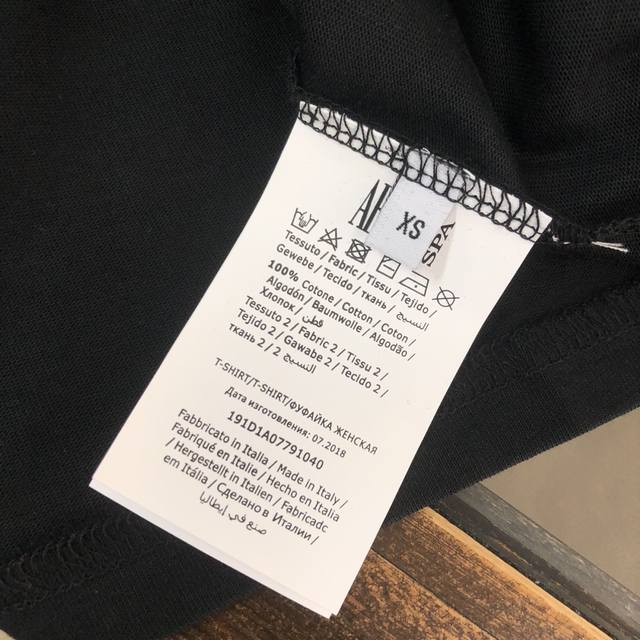 XS
SPA
Tessuto / Fabric / Tissu / Tejido /
Gewebe / Tecido / ткань / النسيج
100% Cotone / Cotton / Coton /
Algodón / Baumwolle / Algodão /
Хлопок / قطن
Tessuto 2 / Fabric 2 / Tissu 2 /
Tejido 2 / Gawabe 2 / Tecido 2 /
ткань 2 / النسيج 2
T-SHIRT/T-SHIRT/ФУФАЙКА ЖЕНСКАЯ
Дата изготовления: 07.2018
191D1A07791040
Fabbricato in Italia / Made in Italy/
Fabriqué en Italie / Hecho en Italia
/ Hergestellt in Italien / Fabricadc
em Itália / Сделано в Италии /
صنع في إيطاليا